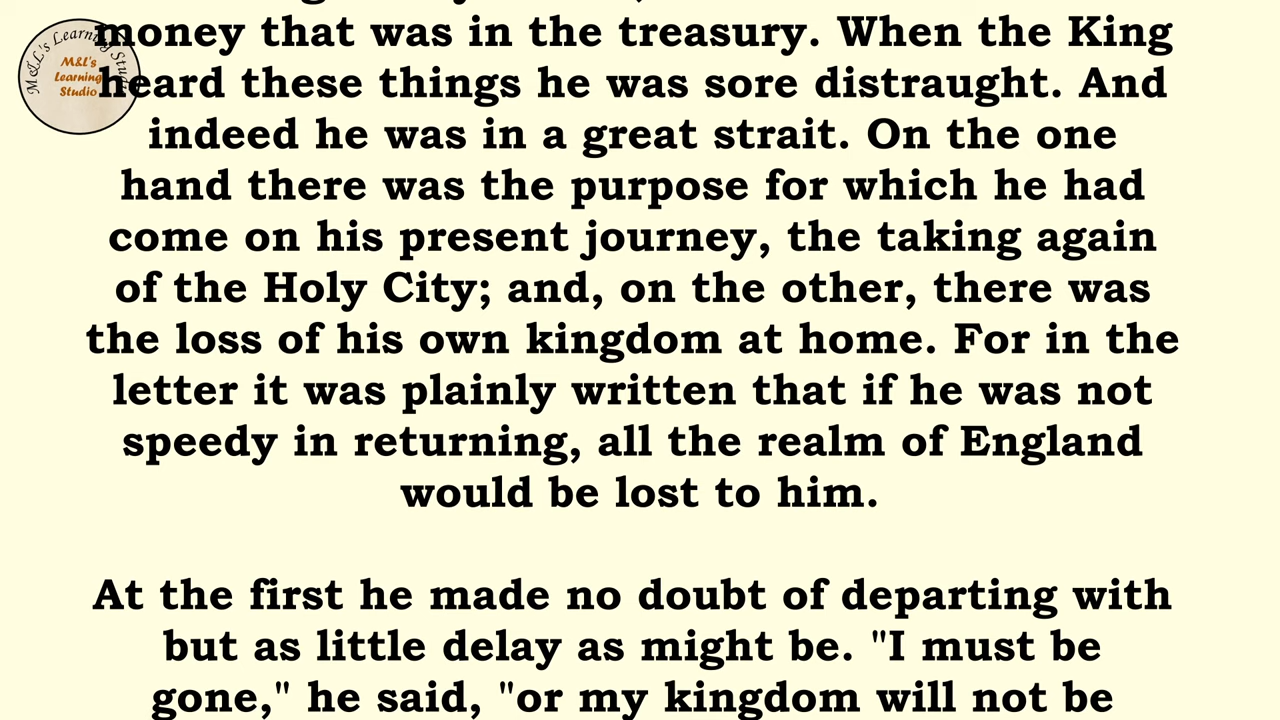 money that was in the treasury. When the King
heard these things he was sore distraught. And
indeed he was in a great strait. On the one
hand there was the purpose for which he had
come on his present journey, the taking again
of the Holy City; and, on the other, there was
the loss of his own kingdom at home. For in the
letter it was plainly written that if he was not
speedy in returning, all the realm of England
would be lost to him.
At the first he made no doubt of departing with
but as little delay as might be. "I must be
gone," he said, "or my kingdom will not be
M&L's Learning Studio
M&L's
Learning
Studio